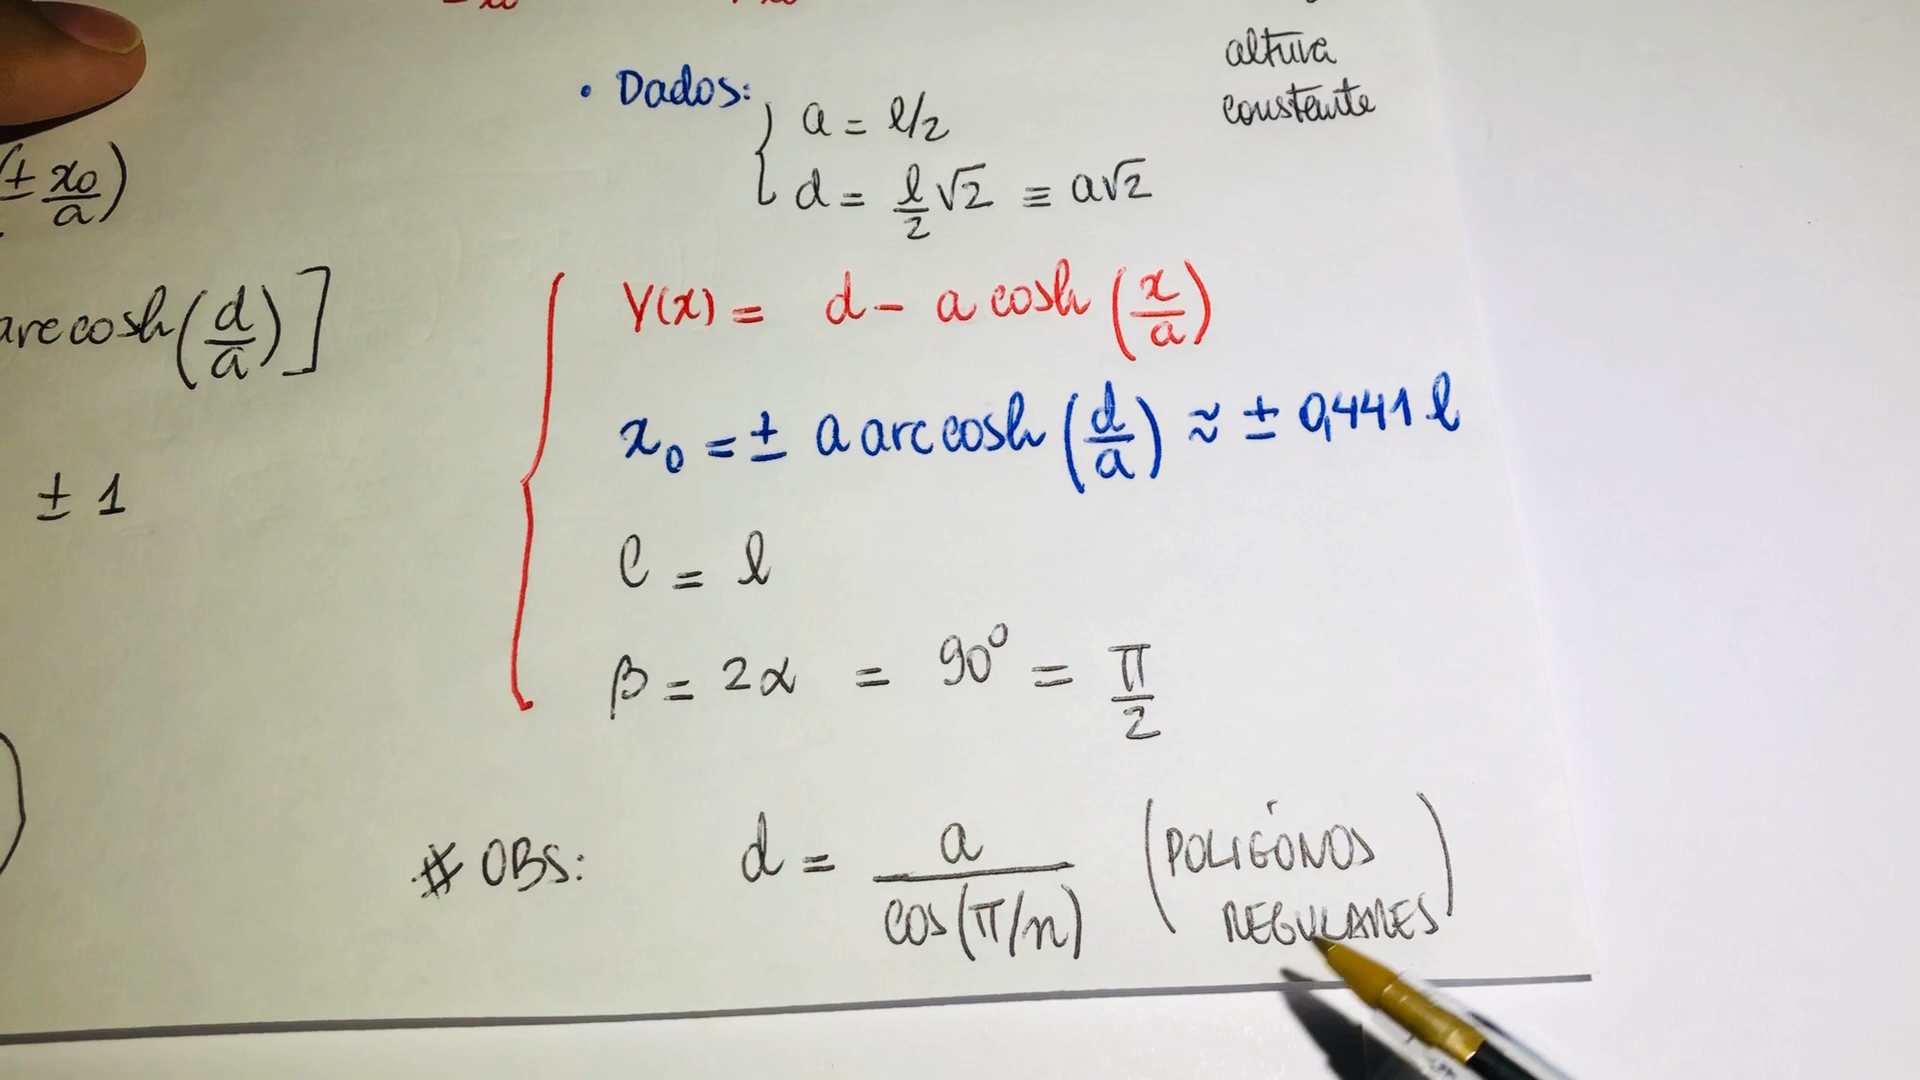 altura
constante
• Dados:
a = l/2
d = l/2 √2 ≡ a√2
(± x₀/a)
arccosh(d/a)]
± 1
Y(x) = d - a cosh (x/a)
x₀ = ± a arccosh (d/a) ≈ ± 0,441 l
C = l
β = 2α = 90° = π/2
# OBS: d = a/cos(π/n) (POLIGÓNOS
REGULARES)